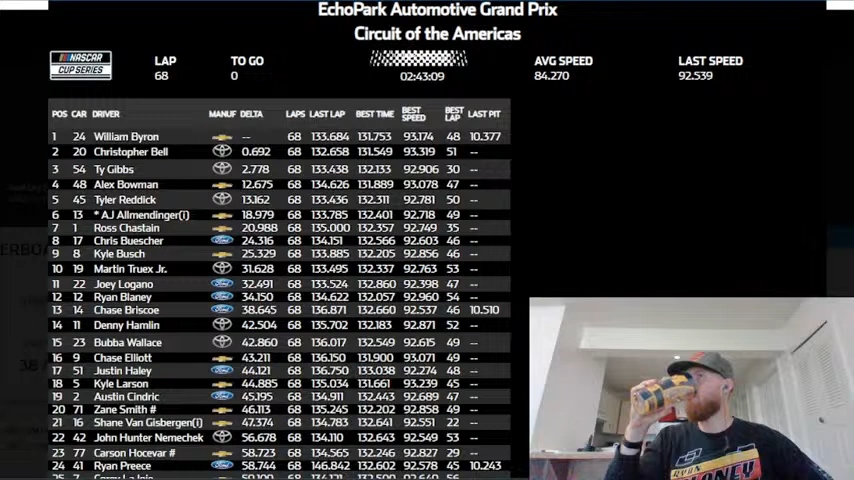 EchoPark Automotive Grand Prix
Circuit of the Americas
NASCAR CUP SERIES LAP TO GO AVG SPEED LAST SPEED
68 0 02:43:09 84.270 92.539
POS CAR DRIVER MANUF DELTA LAPS LAST LAP BEST TIME BEST SPEED BEST LAP LAST PIT
1 24 William Byron -- 68 133.684 131.753 93.174 48 10.377
2 20 Christopher Bell 0.692 68 132.658 131.549 93.319 51 --
3 54 Ty Gibbs 2.778 68 133.438 132.133 92.906 30 --
4 48 Alex Bowman 12.675 68 134.626 131.889 93.078 47 --
5 45 Tyler Reddick 13.162 68 133.436 132.311 92.781 50 --
6 13 * AJ Allmendinger(i) 18.979 68 133.785 132.401 92.718 49 --
7 1 Ross Chastain 20.988 68 135.000 132.357 92.749 35 --
8 17 Chris Buescher Ford 24.316 68 134.151 132.566 92.603 46 --
9 8 Kyle Busch 25.329 68 133.885 132.205 92.856 46 --
10 19 Martin Truex Jr. 31.628 68 133.495 132.337 92.763 53 --
11 22 Joey Logano Ford 32.491 68 133.524 132.860 92.398 47 --
12 12 Ryan Blaney Ford 34.150 68 134.622 132.057 92.960 54 --
13 14 Chase Briscoe Ford 38.645 68 136.871 132.660 92.537 46 10.510
14 11 Denny Hamlin 42.504 68 135.702 132.183 92.871 52 --
15 23 Bubba Wallace 42.860 68 136.017 132.549 92.615 49 --
16 9 Chase Elliott 43.211 68 136.150 131.900 93.071 49 --
17 51 Justin Haley Ford 44.121 68 136.750 133.038 92.274 48 --
18 5 Kyle Larson 44.885 68 135.034 131.661 93.239 45 --
19 2 Austin Cindric Ford 45.195 68 134.911 132.443 92.689 47 --
20 71 Zane Smith # 46.113 68 135.245 132.202 92.858 49 --
21 16 Shane Van Gisbergen(i) 47.374 68 134.783 132.641 92.551 22 --
22 42 John Hunter Nemechek 56.678 68 134.110 132.643 92.549 53 --
23 77 Carson Hocevar # 58.723 68 134.565 132.246 92.827 29 --
24 41 Ryan Preece Ford 58.744 68 146.842 132.602 92.578 45 10.243
RYAN